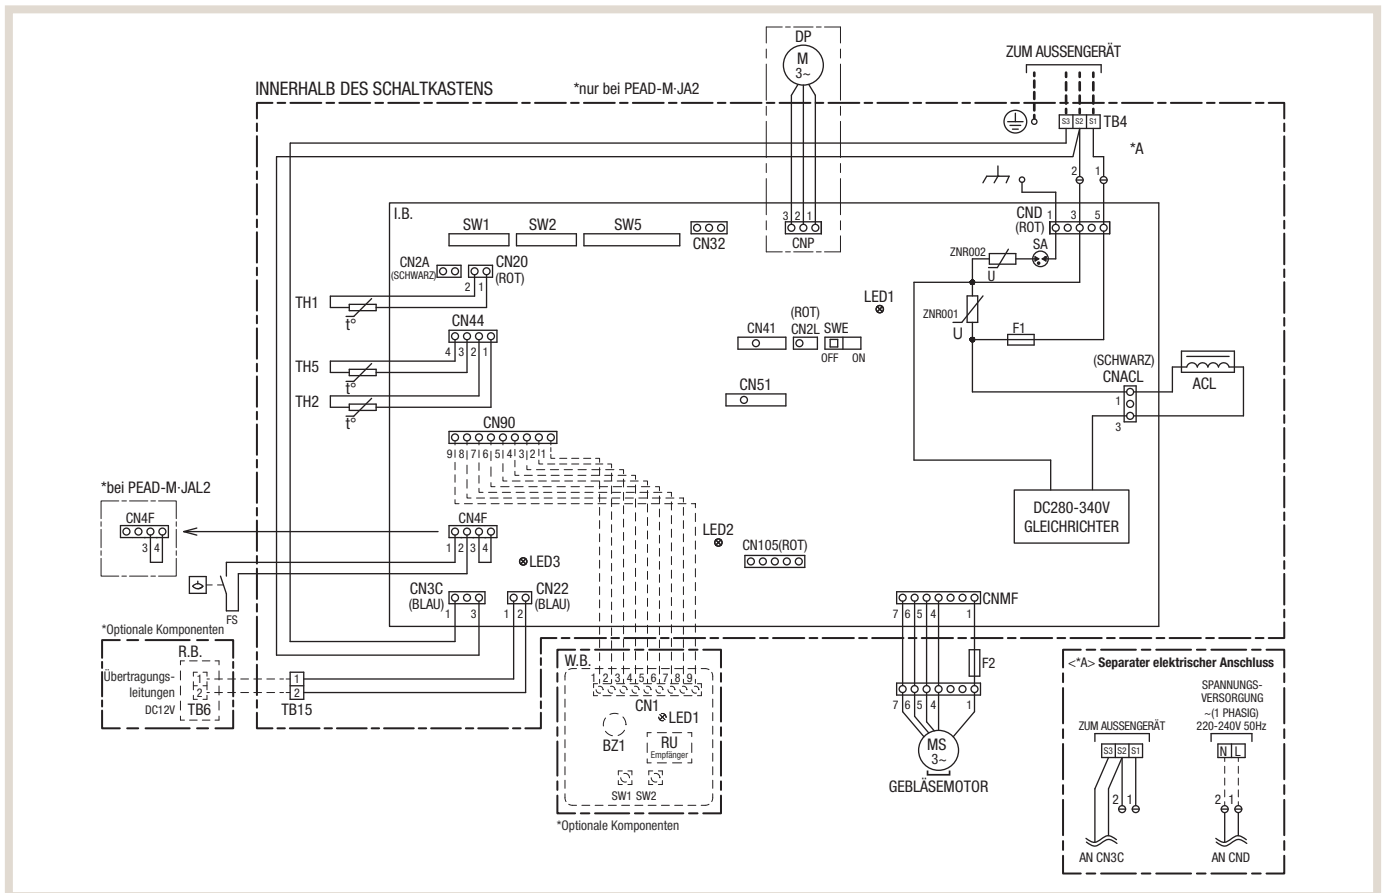 DP
M
3~
ZUM AUSSENGERÄT
INNERHALB DES SCHALTKASTENS
*nur bei PEAD-M·JA2
S3 S2 S1 TB4
*A
2 1
I.B.
SW1 SW2 SW5
CN32
3 2 1
CNP
CND
(ROT)
1 3 5
CN2A
(SCHWARZ)
CN20
(ROT)
2 1
ZNR002
SA
U
TH1
t°
LED1
ZNR001
U
F1
CN44
4 3 2 1
(ROT)
CN41 CN2L SWE
OFF ON
TH5
t°
TH2
t°
(SCHWARZ)
CNACL
1
3
ACL
CN51
CN90
9 8 7 6 5 4 3 2 1
*bei PEAD-M·JAL2
CN4F
3 4
CN4F
1 2 3 4
LED2
CN105(ROT)
DC280-340V
GLEICHRICHTER
LED3
FS
CN3C
(BLAU)
1 3
CN22
(BLAU)
1 2
CNMF
7 6 5 4 1
*Optionale Komponenten
R.B.
Übertragungs-
leitungen
DC12V
1
2
TB6
1
2
TB15
W.B.
1 2 3 4 5 6 7 8 9
CN1
LED1
BZ1
RU
Empfänger
SW1 SW2
*Optionale Komponenten
F2
7 6 5 4 1
MS
3~
GEBLÄSEMOTOR
<*A> Separater elektrischer Anschluss
SPANNUNGS-
VERSORGUNG
~(1 PHASIG)
220-240V 50Hz
ZUM AUSSENGERÄT
S3 S2 S1
N L
2 1
2 1
AN CN3C
AN CND